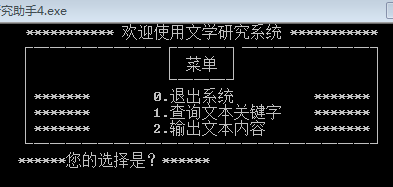 究助手4.exe
*********** 欢迎使用文学研究系统 ***********
菜单
******* 0.退出系统 *******
******* 1.查询文本关键字 *******
******* 2.输出文本内容 *******
******您的选择是？******